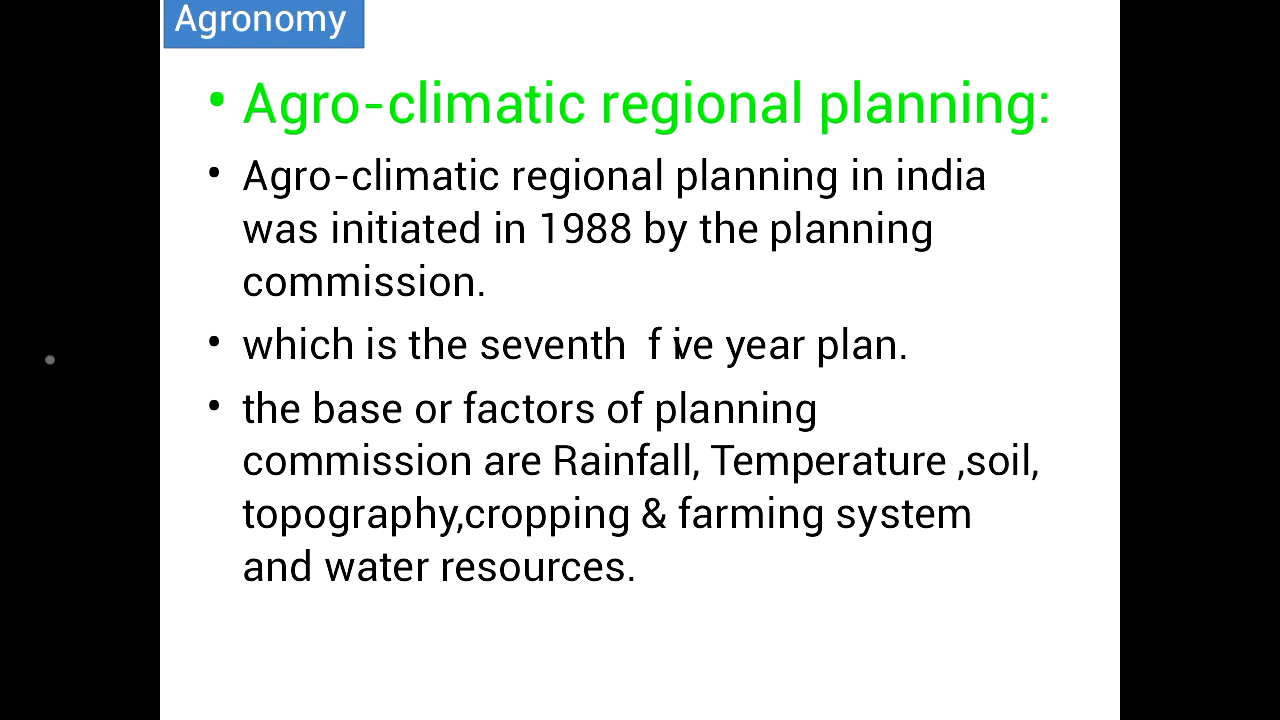 Agronomy
• Agro-climatic regional planning:
• Agro-climatic regional planning in india
was initiated in 1988 by the planning
commission.
• which is the seventh five year plan.
• the base or factors of planning
commission are Rainfall, Temperature ,soil,
topography,cropping & farming system
and water resources.